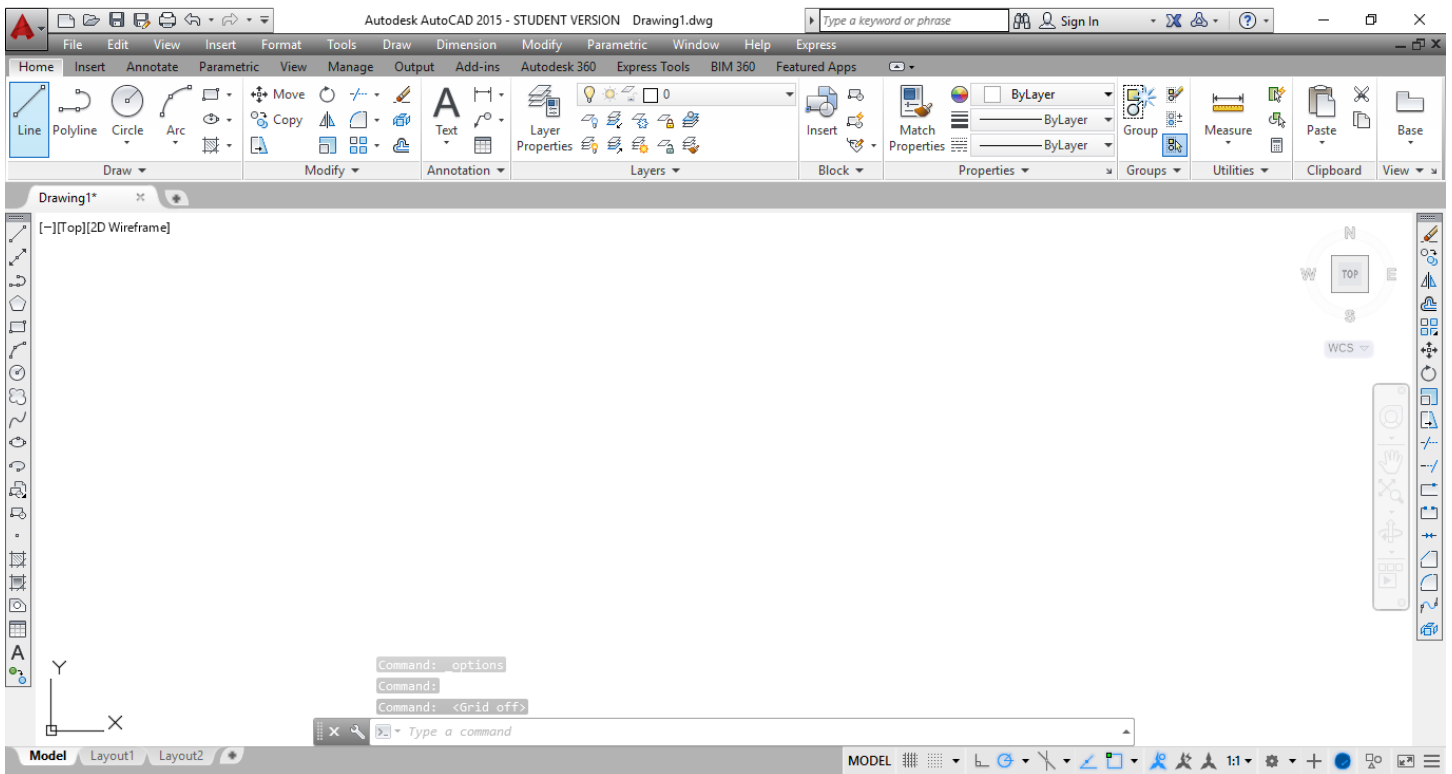 Autodesk AutoCAD 2015 - STUDENT VERSION Drawing1.dwg Type a keyword or phrase Sign In
File Edit View Insert Format Tools Draw Dimension Modify Parametric Window Help Express
Home Insert Annotate Parametric View Manage Output Add-ins Autodesk 360 Express Tools BIM 360 Featured Apps
Move 0 ByLayer
Copy ByLayer
Line Polyline Circle Arc Text Layer Properties Insert Match Properties ByLayer Group Measure Paste Base
Draw Modify Annotation Layers Block Properties Groups Utilities Clipboard View
Drawing1*
[−][Top][2D Wireframe]
N
W TOP E
S
WCS
A
Command: _options
Command:
Command: <Grid off>
Y
X
Type a command
Model Layout1 Layout2 MODEL 1:1